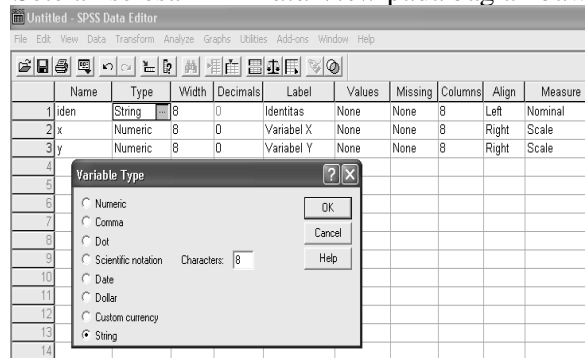 Untitled - SPSS Data Editor
File Edit View Data Transform Analyze Graphs Utilities Add-ons Window Help
Name Type Width Decimals Label Values Missing Columns Align Measure
1 iden String ... 8 0 Identitas None None 8 Left Nominal
2 x Numeric 8 0 Variabel X None None 8 Right Scale
3 y Numeric 8 0 Variabel Y None None 8 Right Scale
4
Variable Type
5
6 Numeric OK
7 Comma
8 Dot Cancel
9 Scientific notation Characters: 8 Help
10 Date
11 Dollar
12 Custom currency
13 String
14